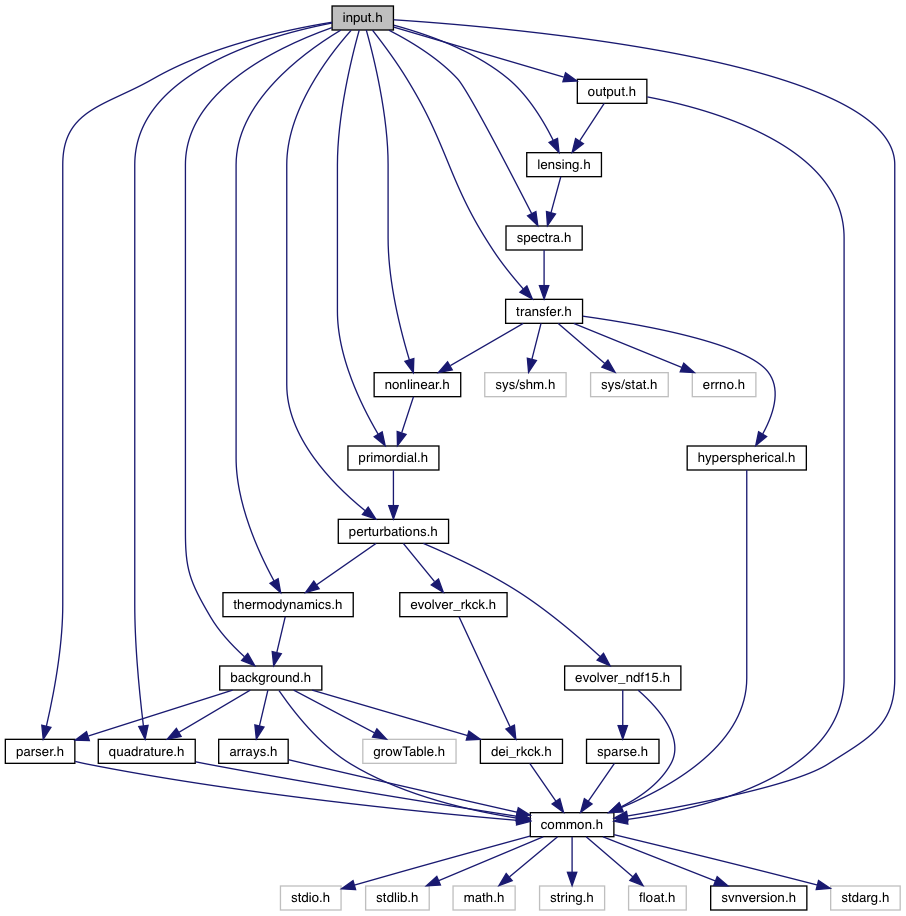 input.h
output.h
lensing.h
spectra.h
transfer.h
nonlinear.h
sys/shm.h
sys/stat.h
errno.h
primordial.h
hyperspherical.h
perturbations.h
thermodynamics.h
evolver_rkck.h
background.h
evolver_ndf15.h
parser.h
quadrature.h
arrays.h
growTable.h
dei_rkck.h
sparse.h
common.h
stdio.h
stdlib.h
math.h
string.h
float.h
svnversion.h
stdarg.h